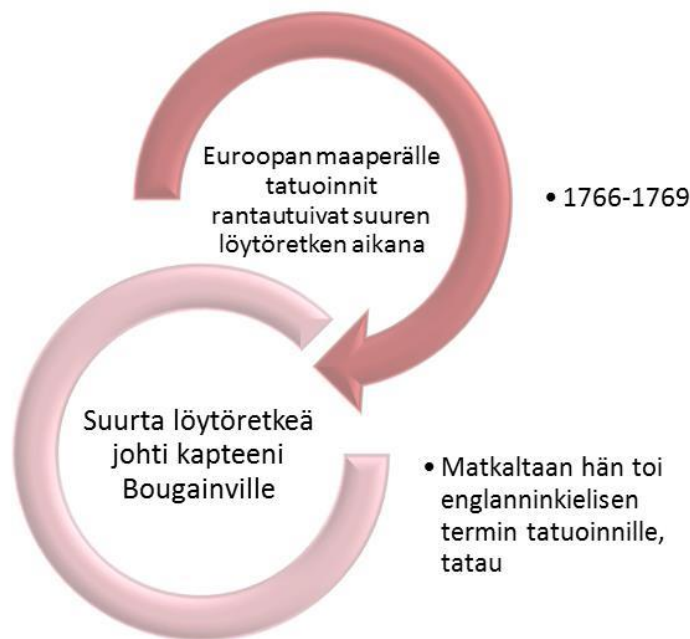 Euroopan maaperälle
tatuoinnit
rantautuivat suuren
löytöretken aikana
• 1766-1769
Suurta löytöretkeä
johti kapteeni
Bougainville
• Matkaltaan hän toi
englanninkielisen
termin tatuoinnille,
tatau